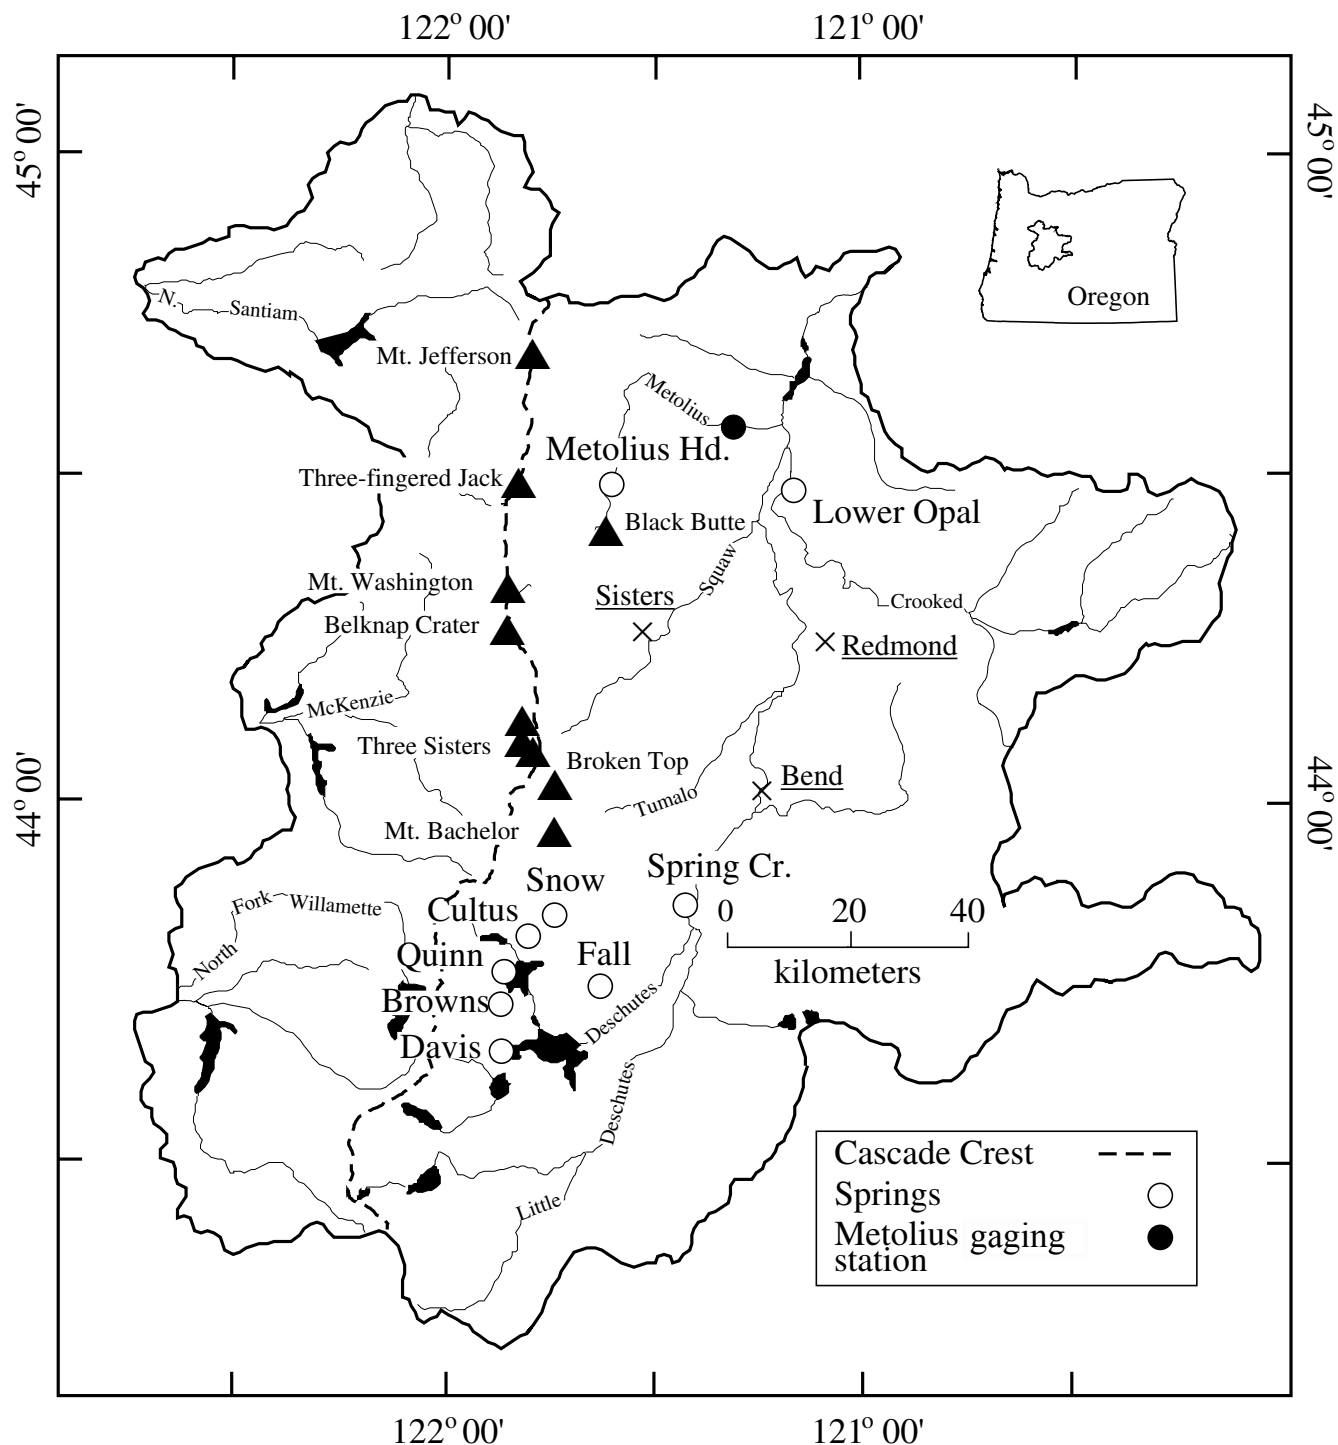 122° 00'
121° 00'
45° 00'
45° 00'
Oregon
N.
Santiam
Mt. Jefferson
Metolius
Metolius Hd.
Three-fingered Jack
Lower Opal
Black Butte
Squaw
Mt. Washington
Sisters
Crooked
Belknap Crater
Redmond
McKenzie
Three Sisters
Broken Top
Bend
44° 00'
44° 00'
Tumalo
Mt. Bachelor
Spring Cr.
Snow
Fork
Willamette
Cultus
0
20
40
North
Quinn
Fall
kilometers
Browns
Deschutes
Davis
Deschutes
Little
Cascade Crest
Springs
Metolius gaging
station
122° 00'
121° 00'